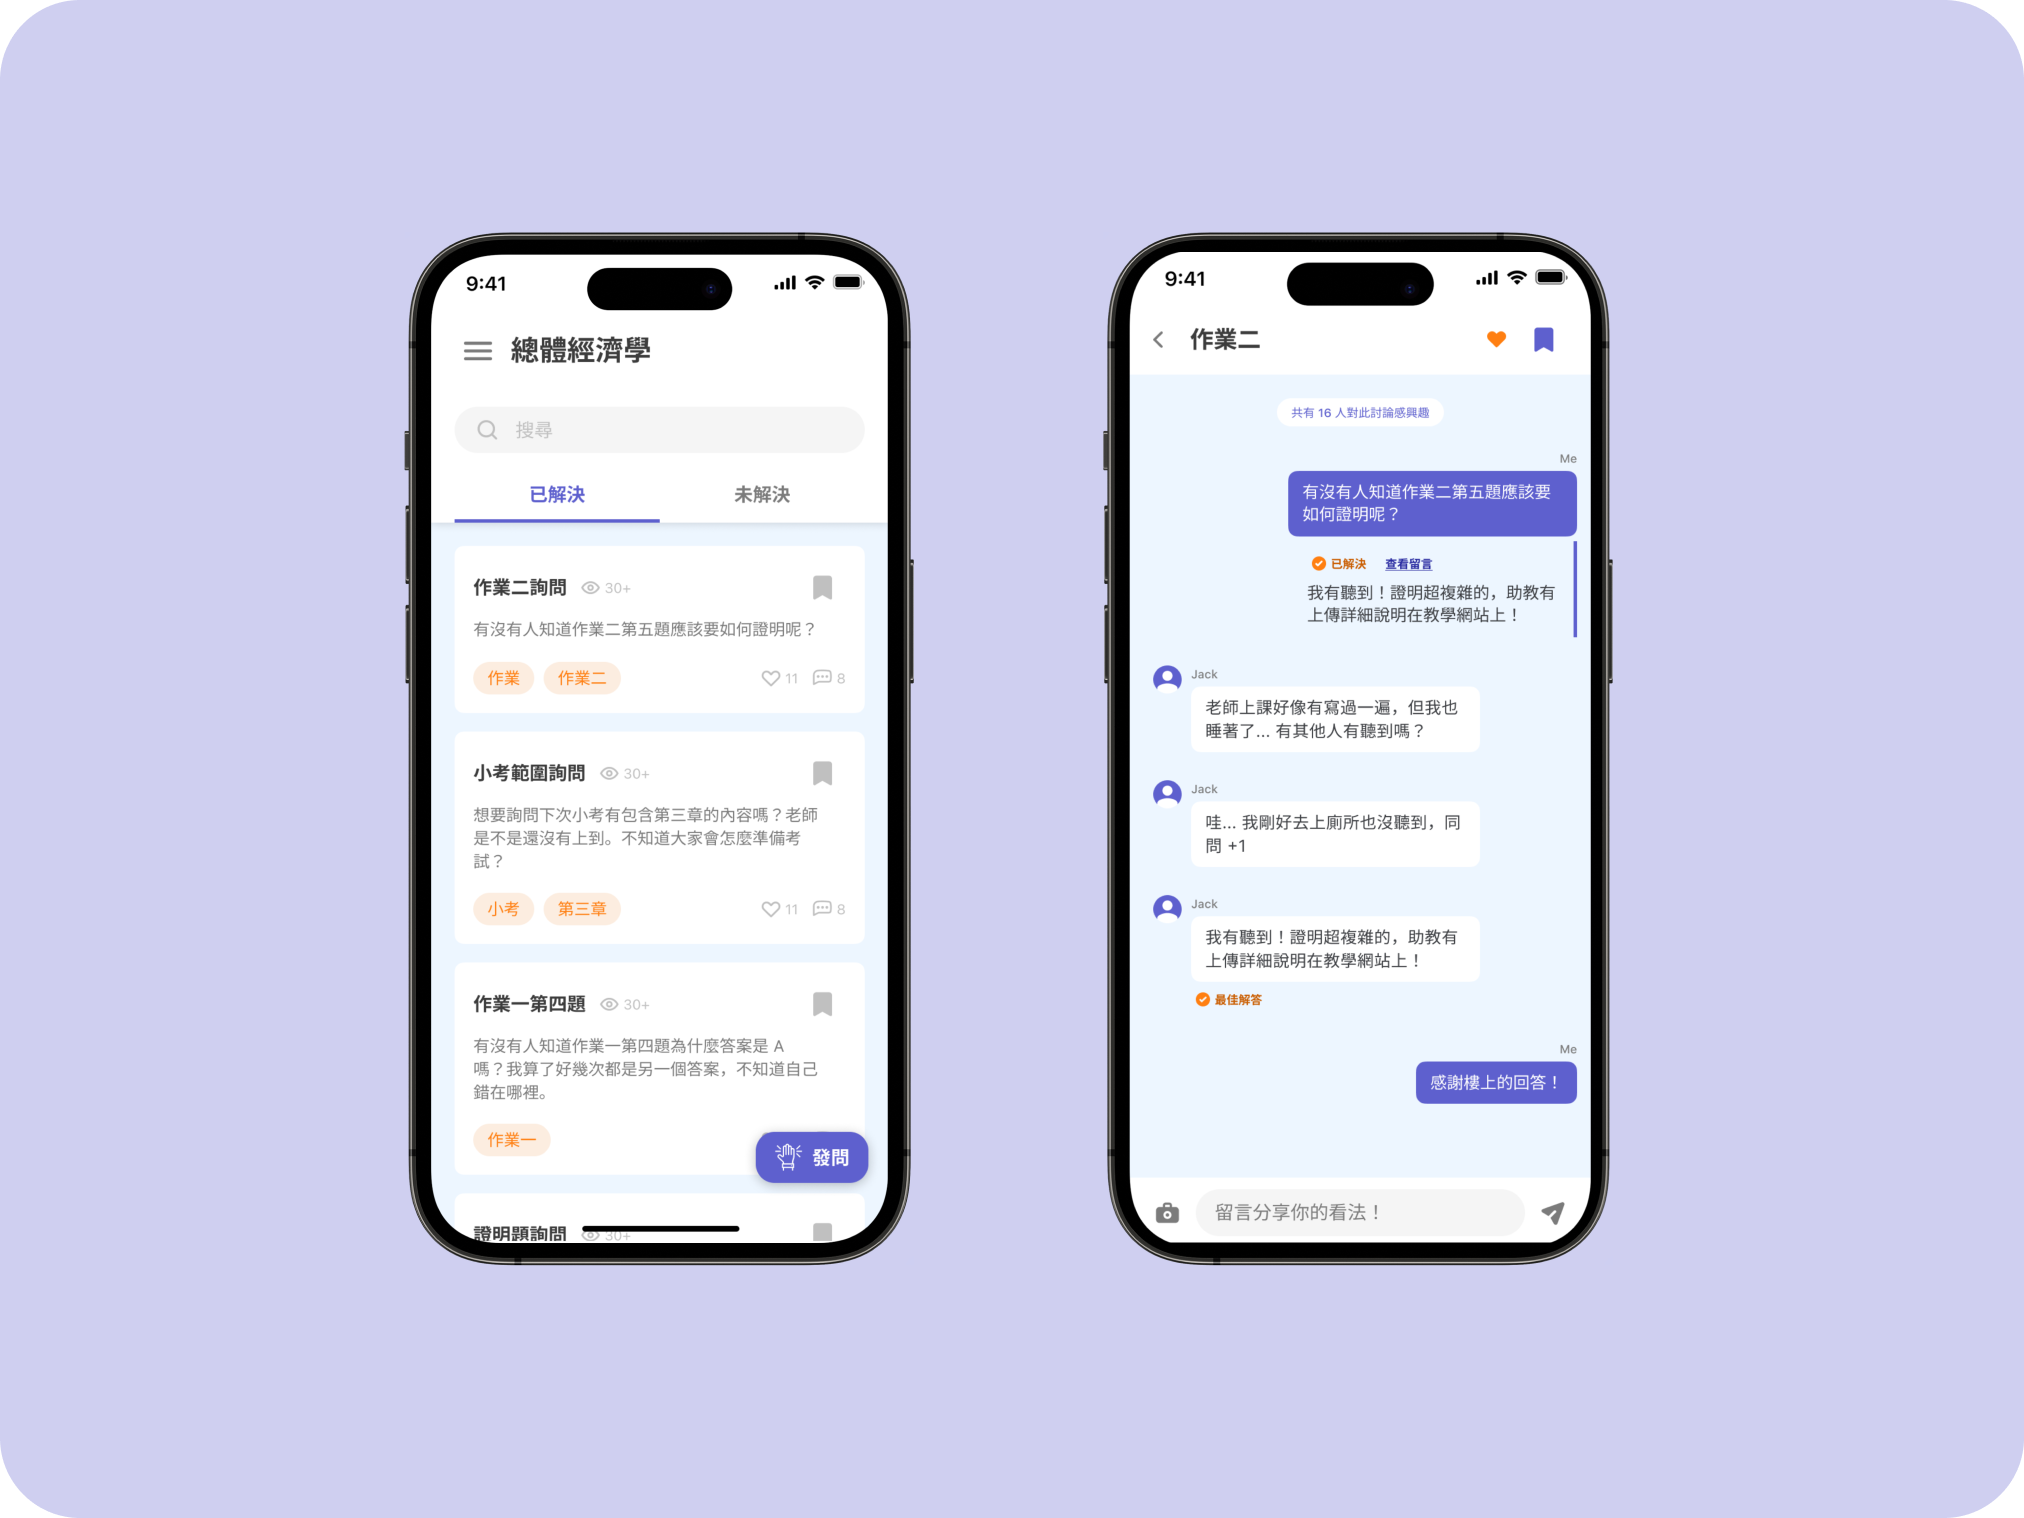 9:41
總體經濟學
搜尋
已解決
未解決
作業二詢問 30+
有沒有人知道作業二第五題應該要如何證明呢？
作業 作業二 11 8
小考範圍詢問 30+
想要詢問下次小考有包含第三章的內容嗎？老師
是不是還沒有上到。不知道大家會怎麼準備考
試？
小考 第三章 11 8
作業一第四題 30+
有沒有人知道作業一第四題為什麼答案是 A
嗎？我算了好幾次都是另一個答案，不知道自己
錯在哪裡。
作業一
發問
證明題詢問 30+
9:41
作業二
共有 16 人對此討論感興趣
Me
有沒有人知道作業二第五題應該要
如何證明呢？
已解決 查看留言
我有聽到！證明超複雜的，助教有
上傳詳細說明在教學網站上！
Jack
老師上課好像有寫過一遍，但我也
睡著了... 有其他人有聽到嗎？
Jack
哇... 我剛好去上廁所也沒聽到，同
問 +1
Jack
我有聽到！證明超複雜的，助教有
上傳詳細說明在教學網站上！
最佳解答
Me
感謝樓上的回答！
留言分享你的看法！